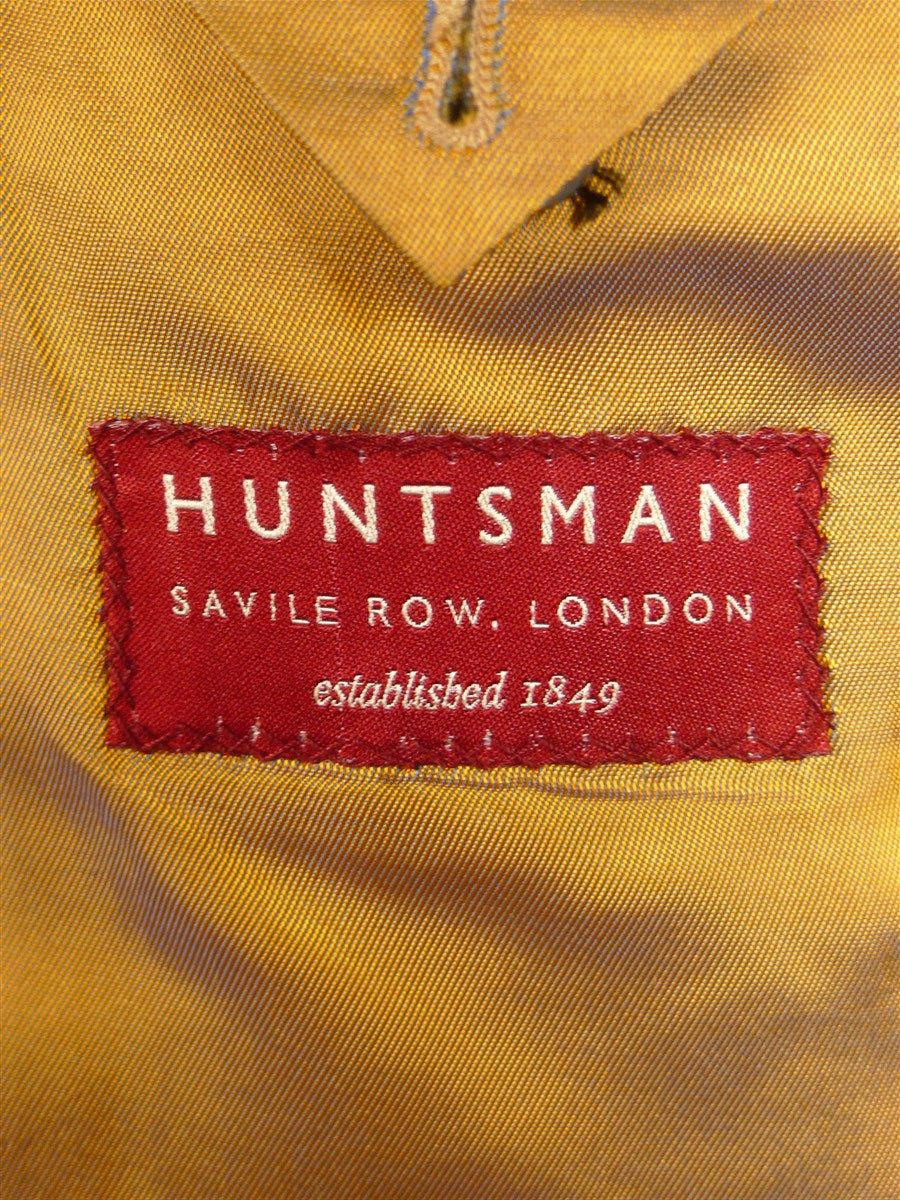 HUNTSMAN
SAVILE ROW, LONDON
established 1849